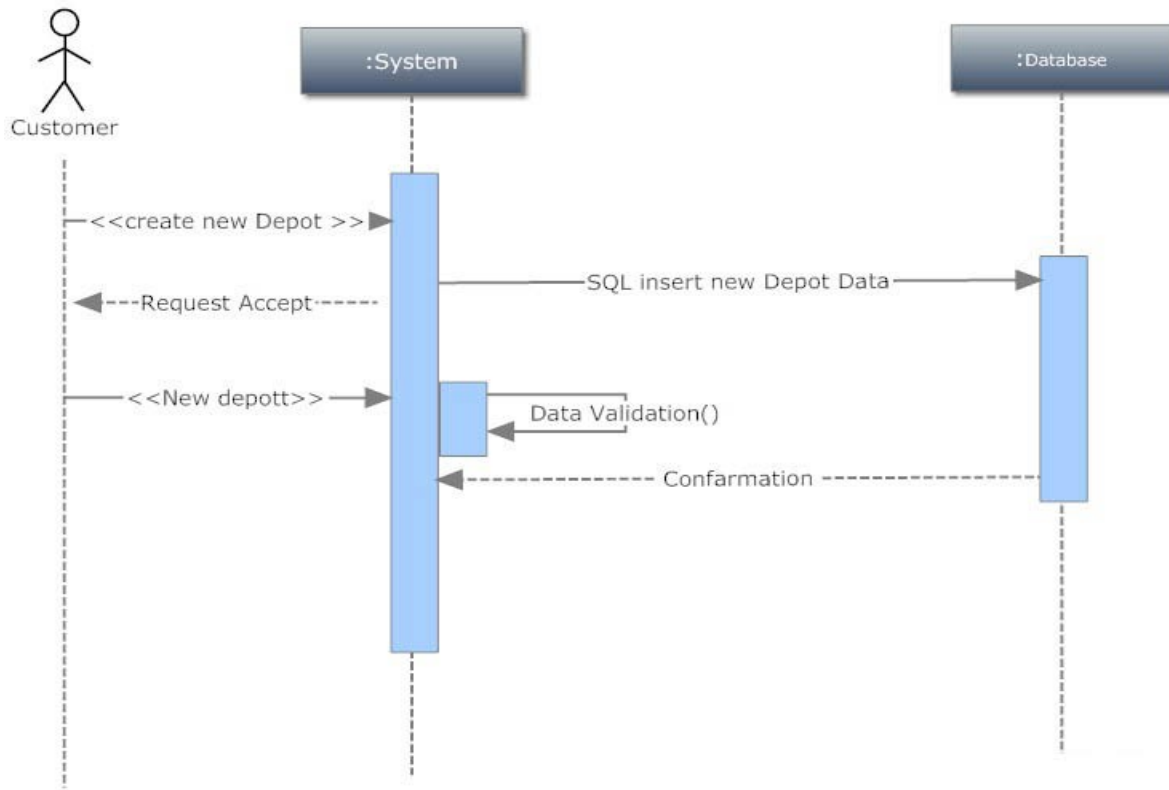 :System
:Database
Customer
<<create new Depot >>
SQL insert new Depot Data
Request Accept
<<New depott>>
Data Validation()
Confarmation